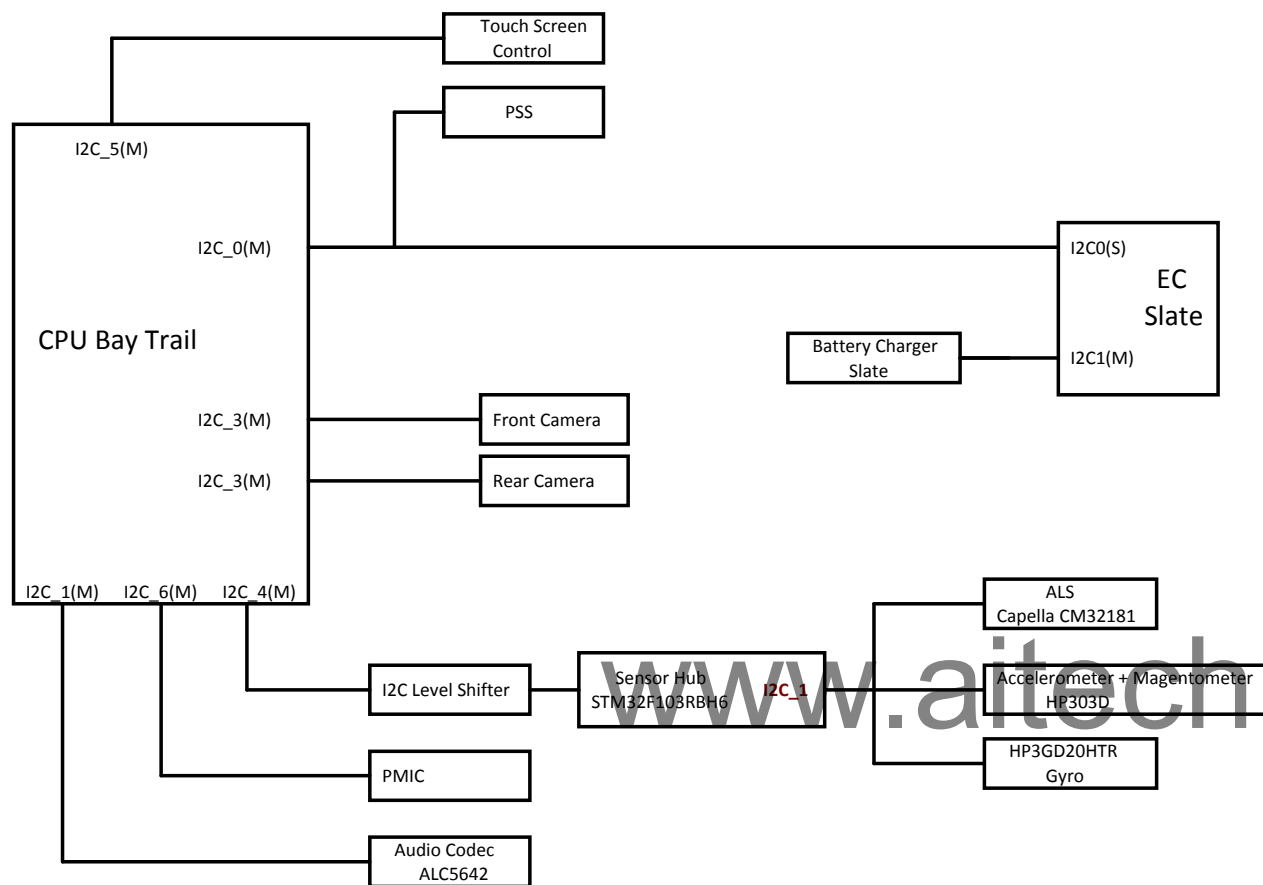 Touch Screen
Control
PSS
I2C_5(M)
I2C_0(M)
I2C0(S)
EC
Slate
CPU Bay Trail
Battery Charger
Slate
I2C1(M)
I2C_3(M)
Front Camera
I2C_3(M)
Rear Camera
I2C_1(M)
I2C_6(M)
I2C_4(M)
ALS
Capella CM32181
I2C Level Shifter
Sensor Hub
STM32F103RBH6
I2C_1
Accelerometer + Magentometer
HP303D
www.aitech
HP3GD20HTR
Gyro
PMIC
Audio Codec
ALC5642